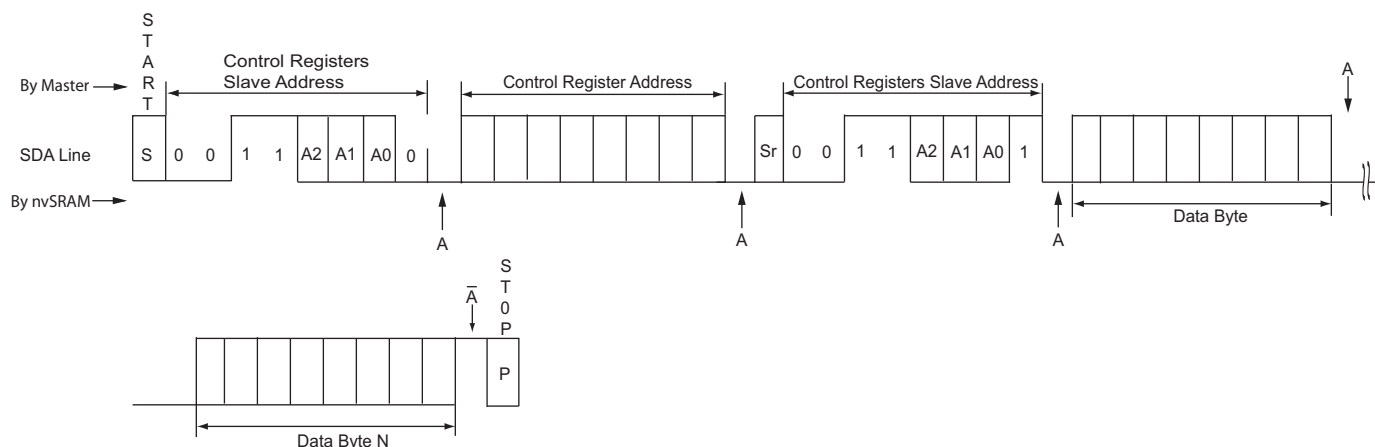 START
Control Registers
Slave Address
Control Register Address
Control Registers Slave Address
A
By Master
SDA Line
S 0 0 1 1 A2 A1 A0 0 Sr 0 0 1 1 A2 A1 A0 1
By nvSRAM
Data Byte
A A A
ST0P
A̅
P
Data Byte N